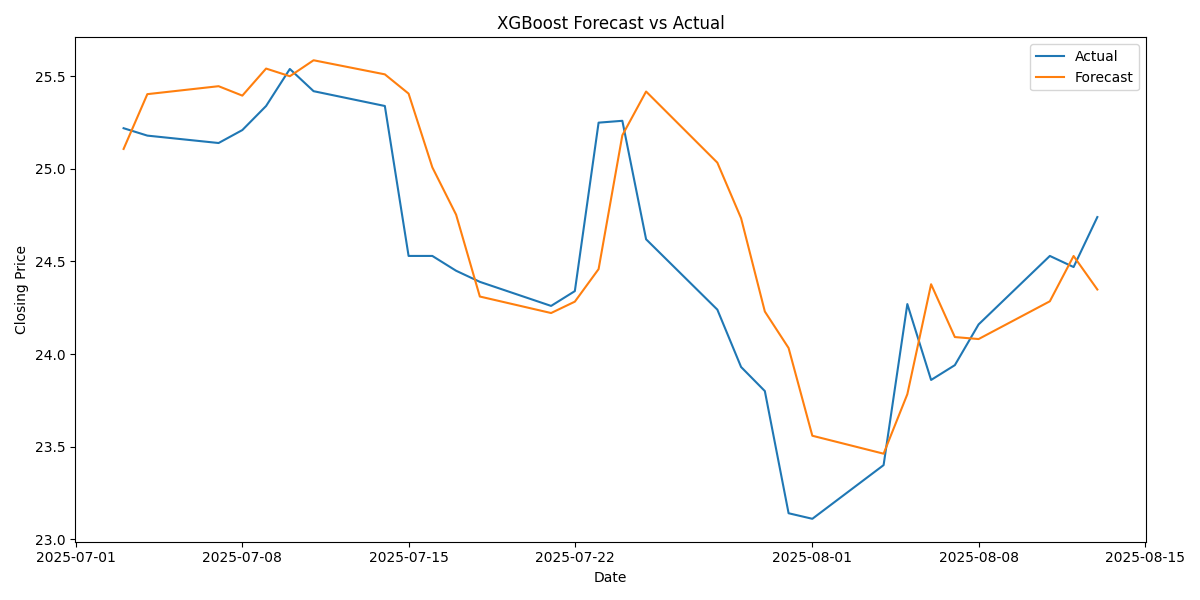 XGBoost Forecast vs Actual
Actual
Forecast
Closing Price
25.5
25.0
24.5
24.0
23.5
23.0
2025-07-01
2025-07-08
2025-07-15
2025-07-22
2025-08-01
2025-08-08
2025-08-15
Date